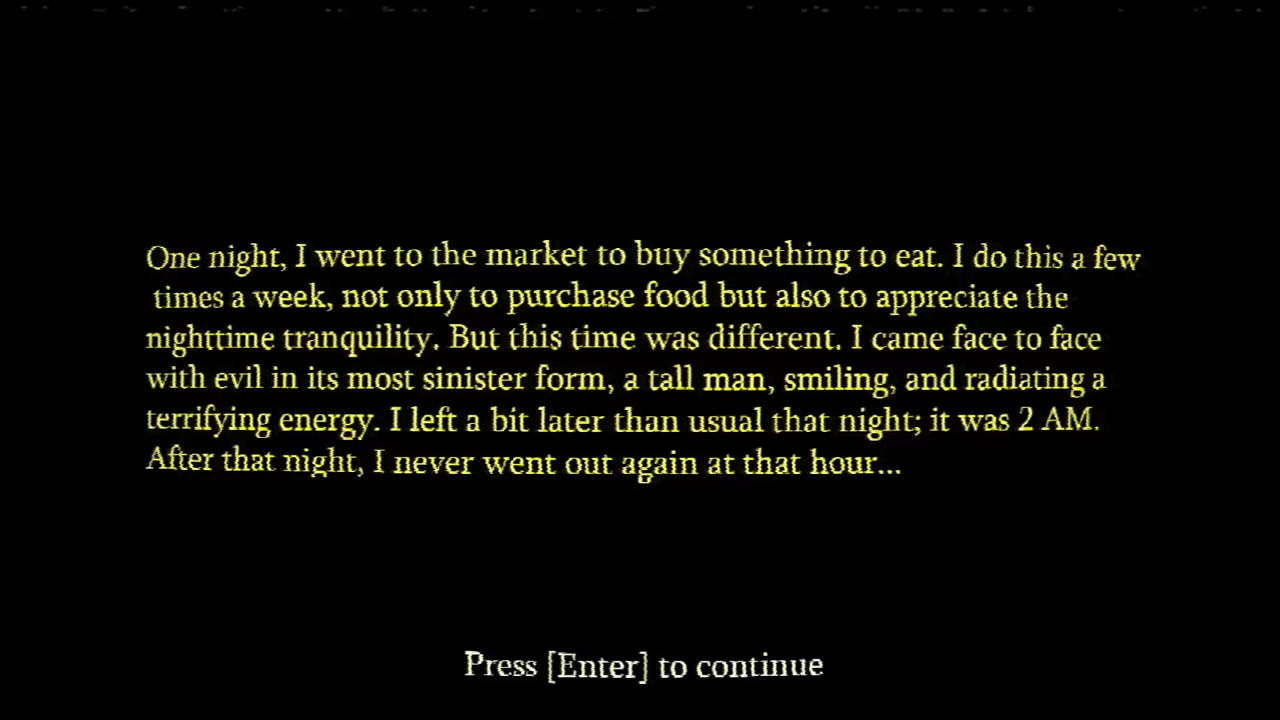 One night, I went to the market to buy something to eat. I do this a few
times a week, not only to purchase food but also to appreciate the
nighttime tranquility. But this time was different. I came face to face
with evil in its most sinister form, a tall man, smiling, and radiating a
terrifying energy. I left a bit later than usual that night; it was 2 AM.
After that night, I never went out again at that hour...
Press [Enter] to continue